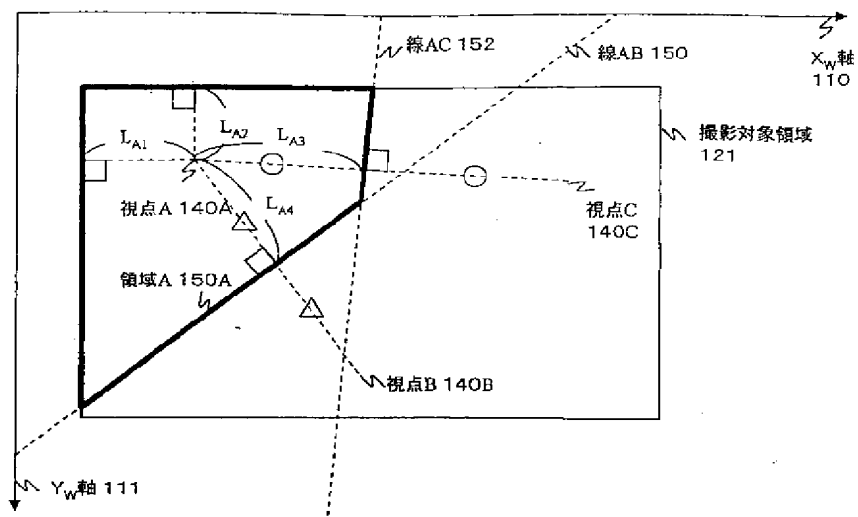 線AC 152
線AB 150
XW軸
110
撮影対象領域
121
LA1
LA2
LA3
視点A 140A
LA4
視点C
140C
領域A 150A
視点B 140B
YW軸 111